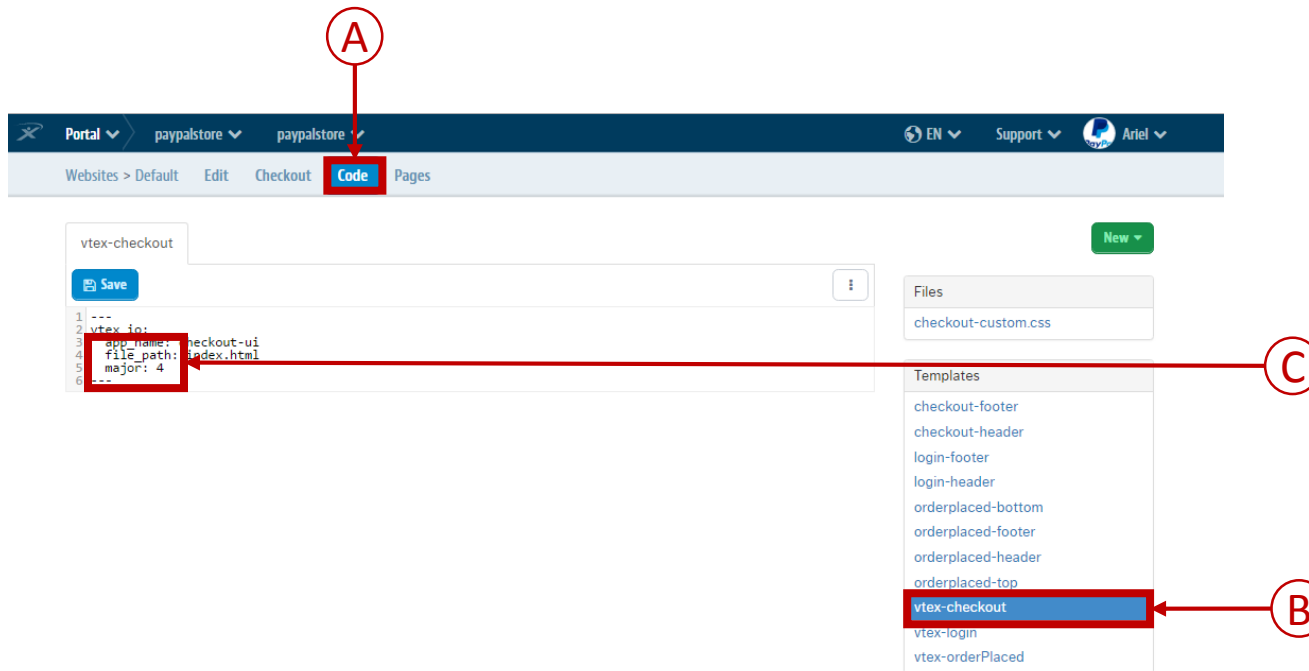 A
Portal paypalstore paypalstore EN Support Ariel
Websites > Default Edit Checkout Code Pages
vtex-checkout
New
Save
Files
checkout-custom.css
1 ---
2 vtex_io:
3 app_name: checkout-ui
4 file_path: index.html
5 major: 4
6 ---
C
Templates
checkout-footer
checkout-header
login-footer
login-header
orderplaced-bottom
orderplaced-footer
orderplaced-header
orderplaced-top
vtex-checkout
B
vtex-login
vtex-orderPlaced